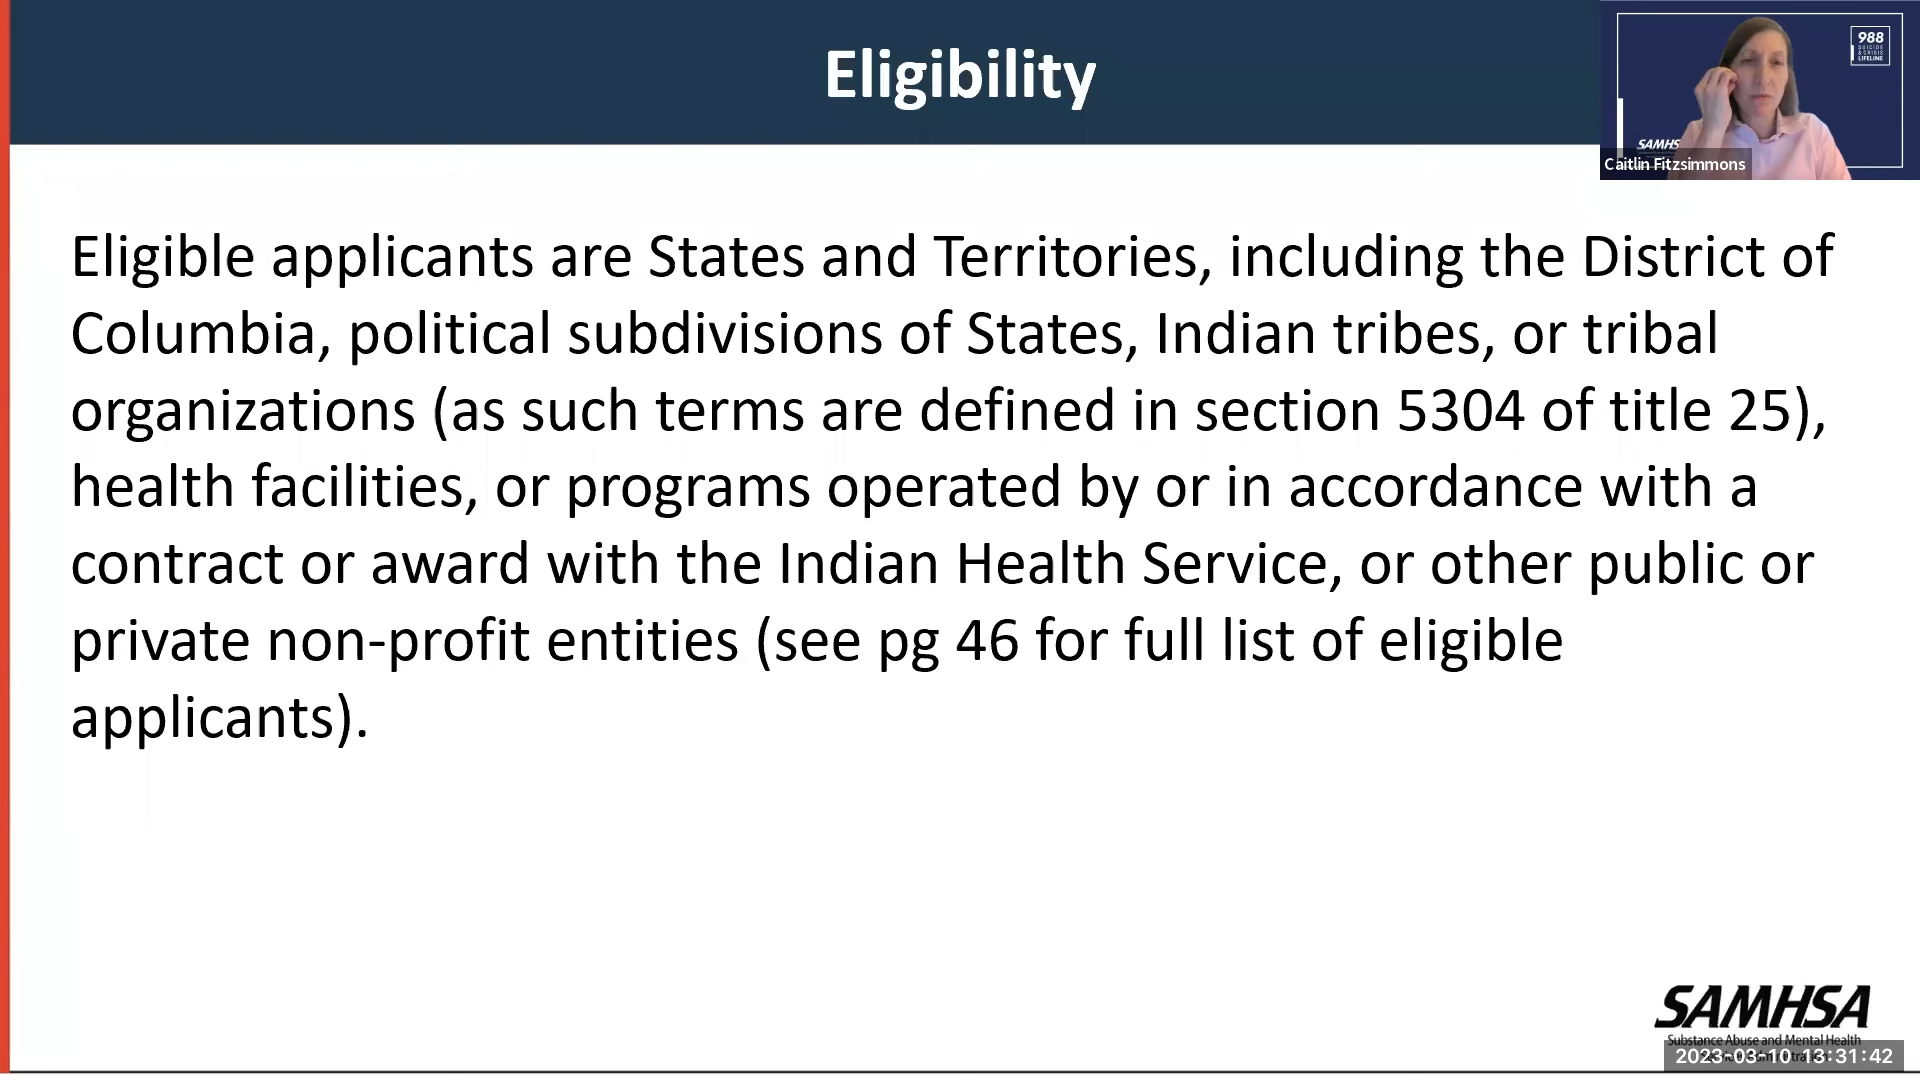 Eligibility
988
SUICIDE
& CRISIS
LIFELINE
SAMHS
Caitlin Fitzsimmons
Eligible applicants are States and Territories, including the District of
Columbia, political subdivisions of States, Indian tribes, or tribal
organizations (as such terms are defined in section 5304 of title 25),
health facilities, or programs operated by or in accordance with a
contract or award with the Indian Health Service, or other public or
private non-profit entities (see pg 46 for full list of eligible
applicants).
SAMHSA
Substance Abuse and Mental Health
2023-03-10 13:31:42